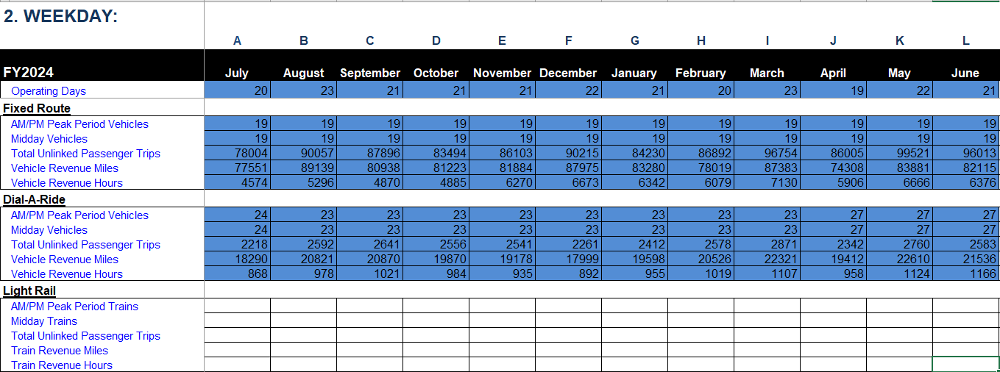 2. WEEKDAY:
A B C D E F G H I J K L
FY2024 July August September October November December January February March April May June
Operating Days 20 23 21 21 21 22 21 20 23 19 22 21
Fixed Route
AM/PM Peak Period Vehicles 19 19 19 19 19 19 19 19 19 19 19 19
Midday Vehicles 19 19 19 19 19 19 19 19 19 19 19 19
Total Unlinked Passenger Trips 78004 90057 87896 83494 86103 90215 84230 86892 96754 86005 99521 96013
Vehicle Revenue Miles 77551 89139 80938 81223 81884 87975 83280 78019 87383 74308 83881 82115
Vehicle Revenue Hours 4574 5296 4870 4885 6270 6673 6342 6079 7130 5906 6666 6376
Dial-A-Ride
AM/PM Peak Period Vehicles 24 23 23 23 23 23 23 23 23 27 27 27
Midday Vehicles 24 23 23 23 23 23 23 23 23 27 27 27
Total Unlinked Passenger Trips 2218 2592 2641 2556 2541 2261 2412 2578 2871 2342 2760 2583
Vehicle Revenue Miles 18290 20821 20870 19870 19178 17999 19598 20526 22321 19412 22610 21536
Vehicle Revenue Hours 868 978 1021 984 935 892 955 1019 1107 958 1124 1166
Light Rail
AM/PM Peak Period Trains
Midday Trains
Total Unlinked Passenger Trips
Train Revenue Miles
Train Revenue Hours